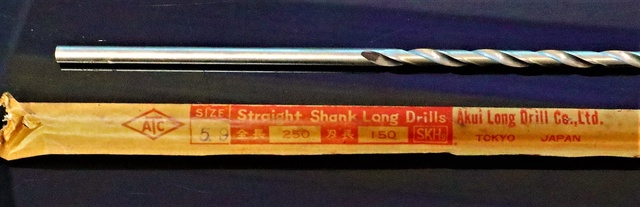 AIC
SIZE Straight Shank Long Drills
5.9 全長 250 刃長 150 SKH
Akui Long Drill Co.,Ltd.
TOKYO JAPAN